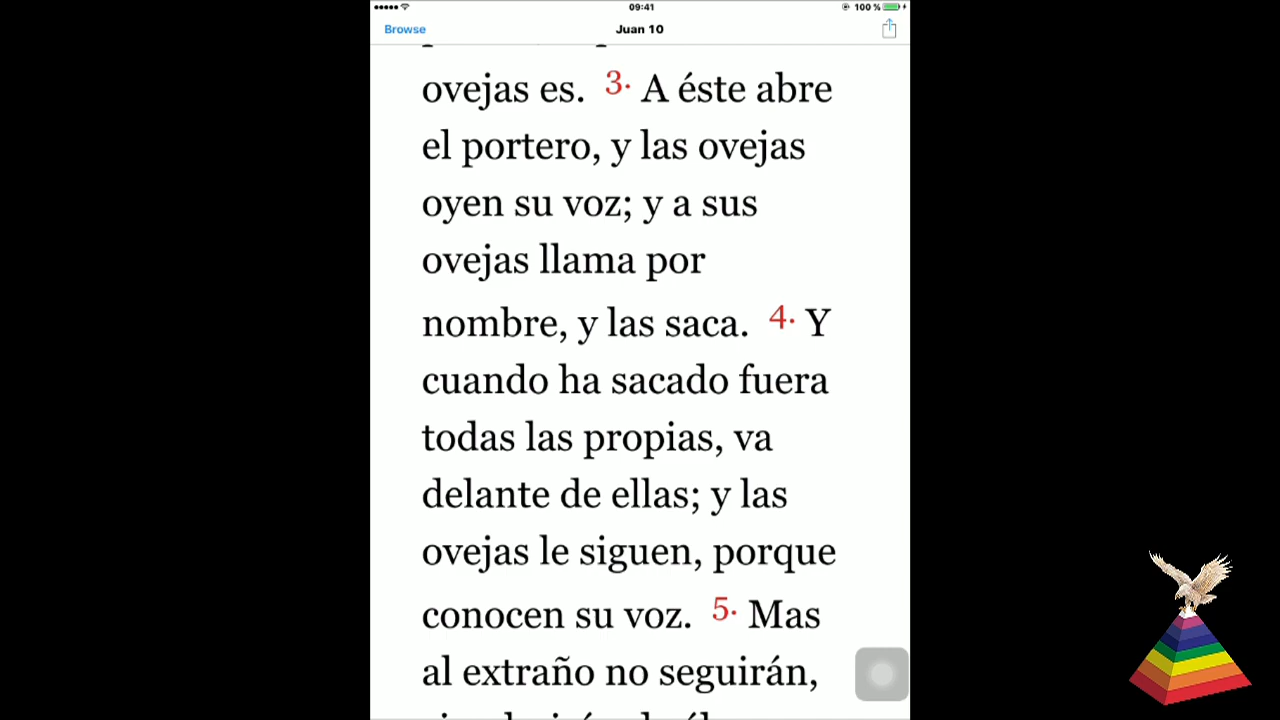 09:41
100 %
Browse
Juan 10
ovejas es. 3. A éste abre
el portero, y las ovejas
oyen su voz; y a sus
ovejas llama por
nombre, y las saca. 4. Y
cuando ha sacado fuera
todas las propias, va
delante de ellas; y las
ovejas le siguen, porque
conocen su voz. 5. Mas
al extraño no seguirán,